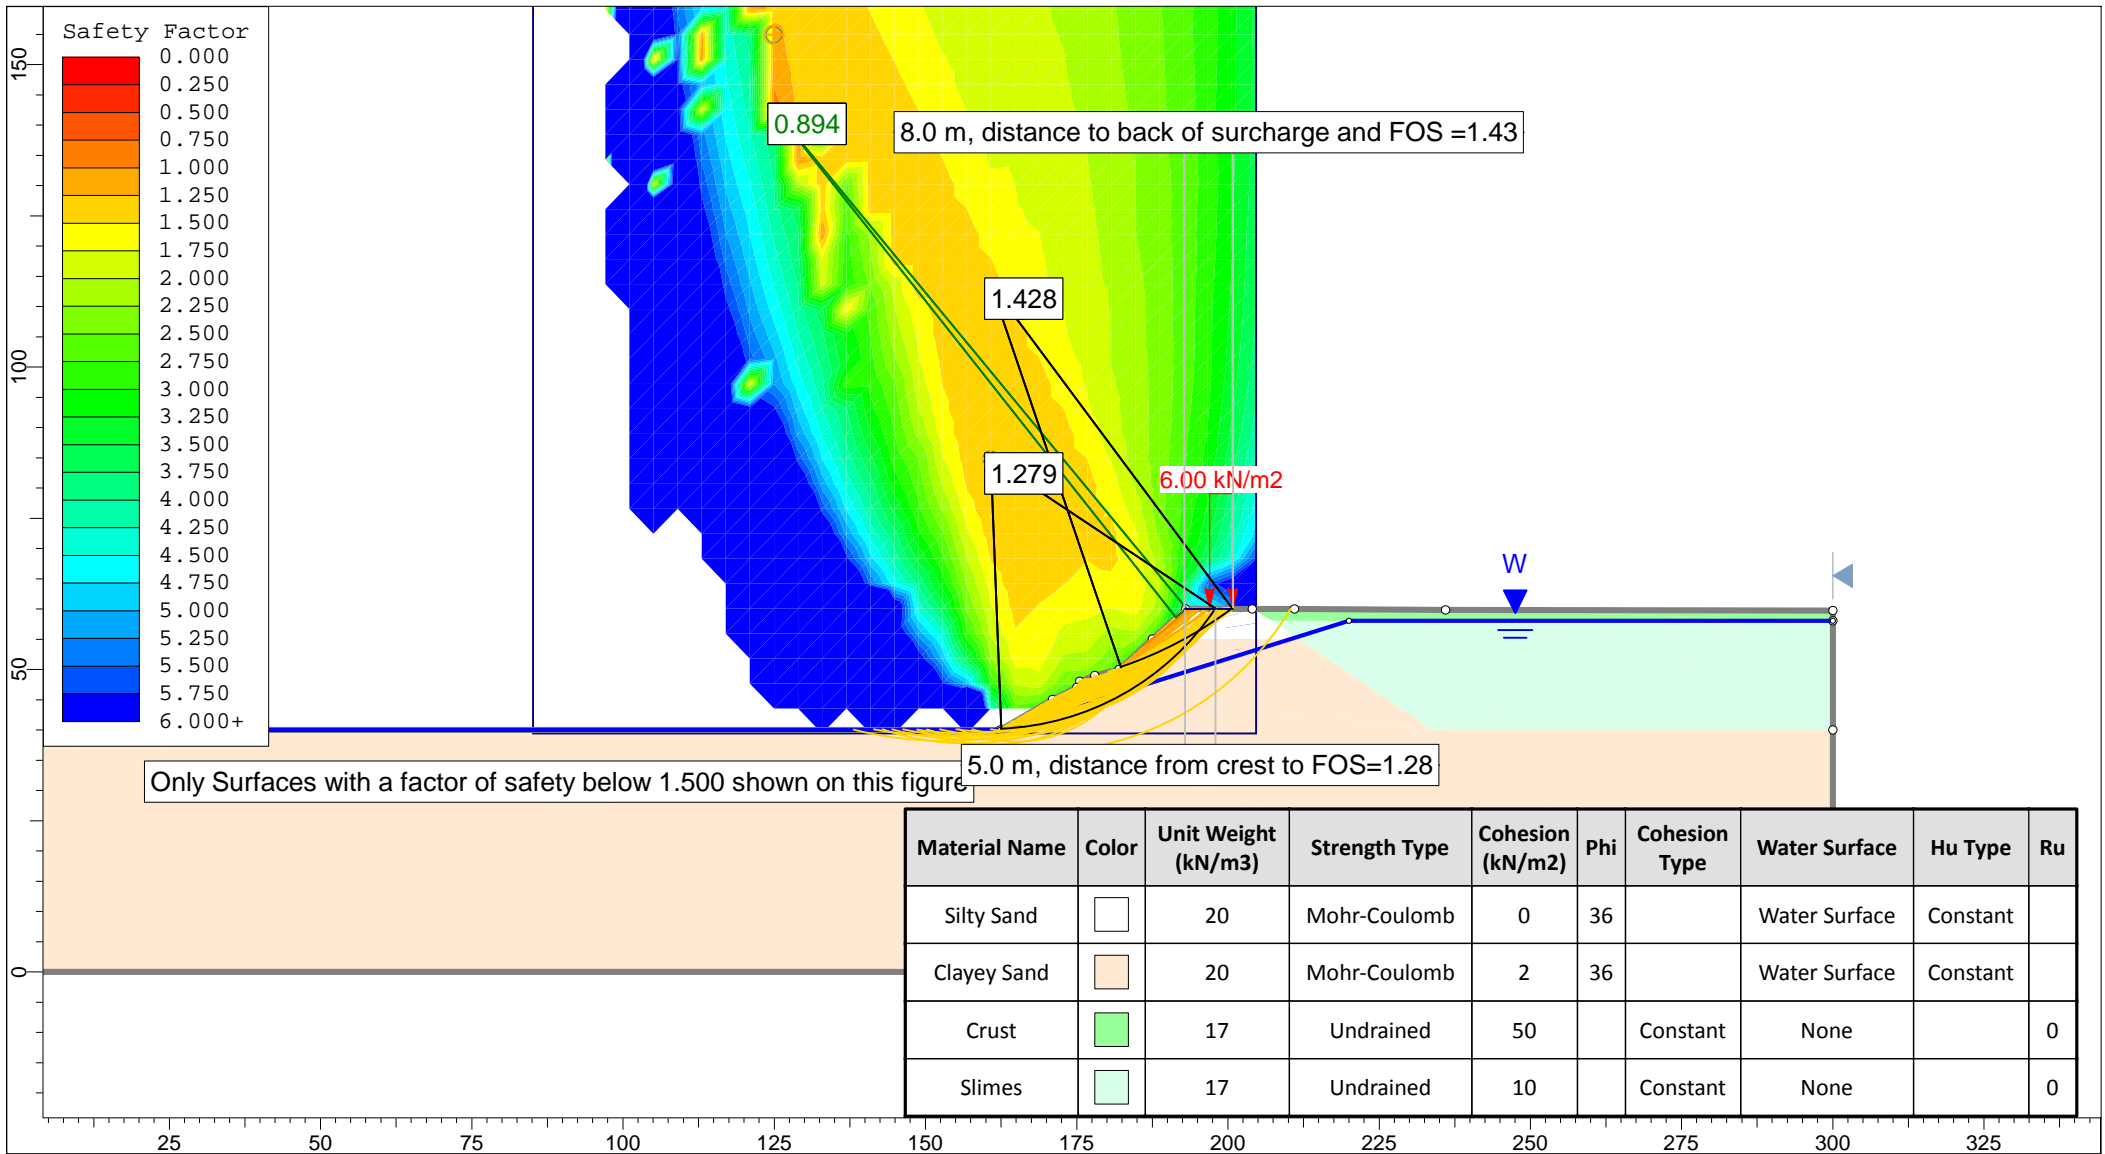 Safety Factor
0.000
0.250
0.500
0.750
1.000
1.250
1.500
1.750
2.000
2.250
2.500
2.750
3.000
3.250
3.500
3.750
4.000
4.250
4.500
4.750
5.000
5.250
5.500
5.750
6.000+
150
100
50
0
0.894
8.0 m, distance to back of surcharge and FOS =1.43
1.428
1.279
6.00 kN/m2
W
5.0 m, distance from crest to FOS=1.28
Only Surfaces with a factor of safety below 1.500 shown on this figure
Material Name Color Unit Weight (kN/m3) Strength Type Cohesion (kN/m2) Phi Cohesion Type Water Surface Hu Type Ru
Silty Sand 20 Mohr-Coulomb 0 36 Water Surface Constant
Clayey Sand 20 Mohr-Coulomb 2 36 Water Surface Constant
Crust 17 Undrained 50 Constant None 0
Slimes 17 Undrained 10 Constant None 0
25 50 75 100 125 150 175 200 225 250 275 300 325